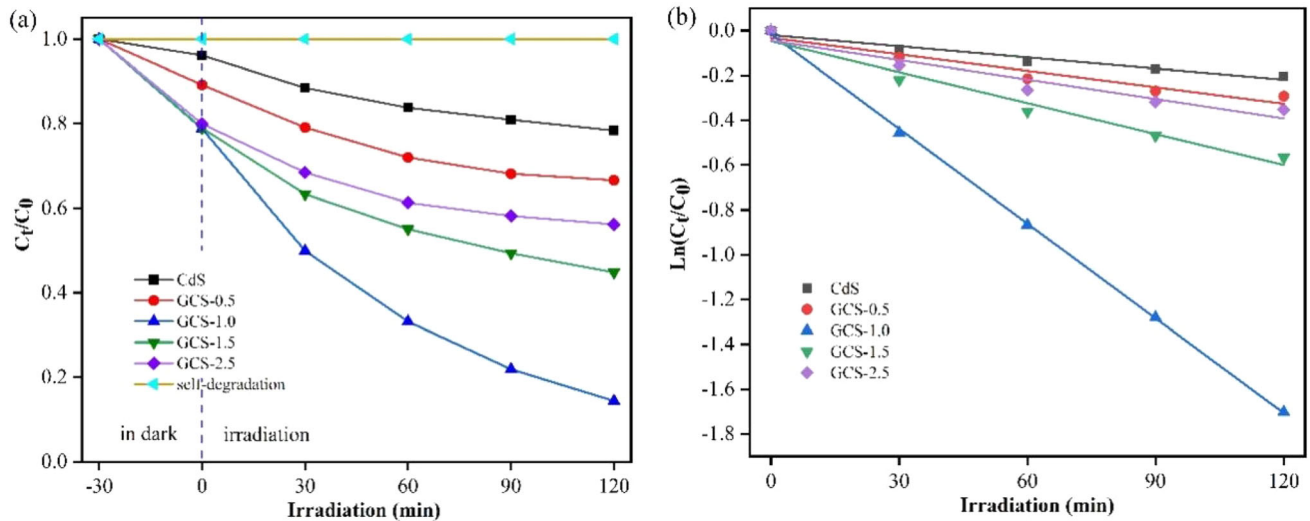 (a)
1.0
0.8
0.6
0.4
0.2
0.0
Ct/C0
CdS
GCS-0.5
GCS-1.0
GCS-1.5
GCS-2.5
self-degradation
in dark
irradiation
-30
0
30
60
90
120
Irradiation (min)
(b)
0.0
-0.2
-0.4
-0.6
-0.8
-1.0
-1.2
-1.4
-1.6
-1.8
Ln(Ct/C0)
CdS
GCS-0.5
GCS-1.0
GCS-1.5
GCS-2.5
0
30
60
90
120
Irradiation (min)